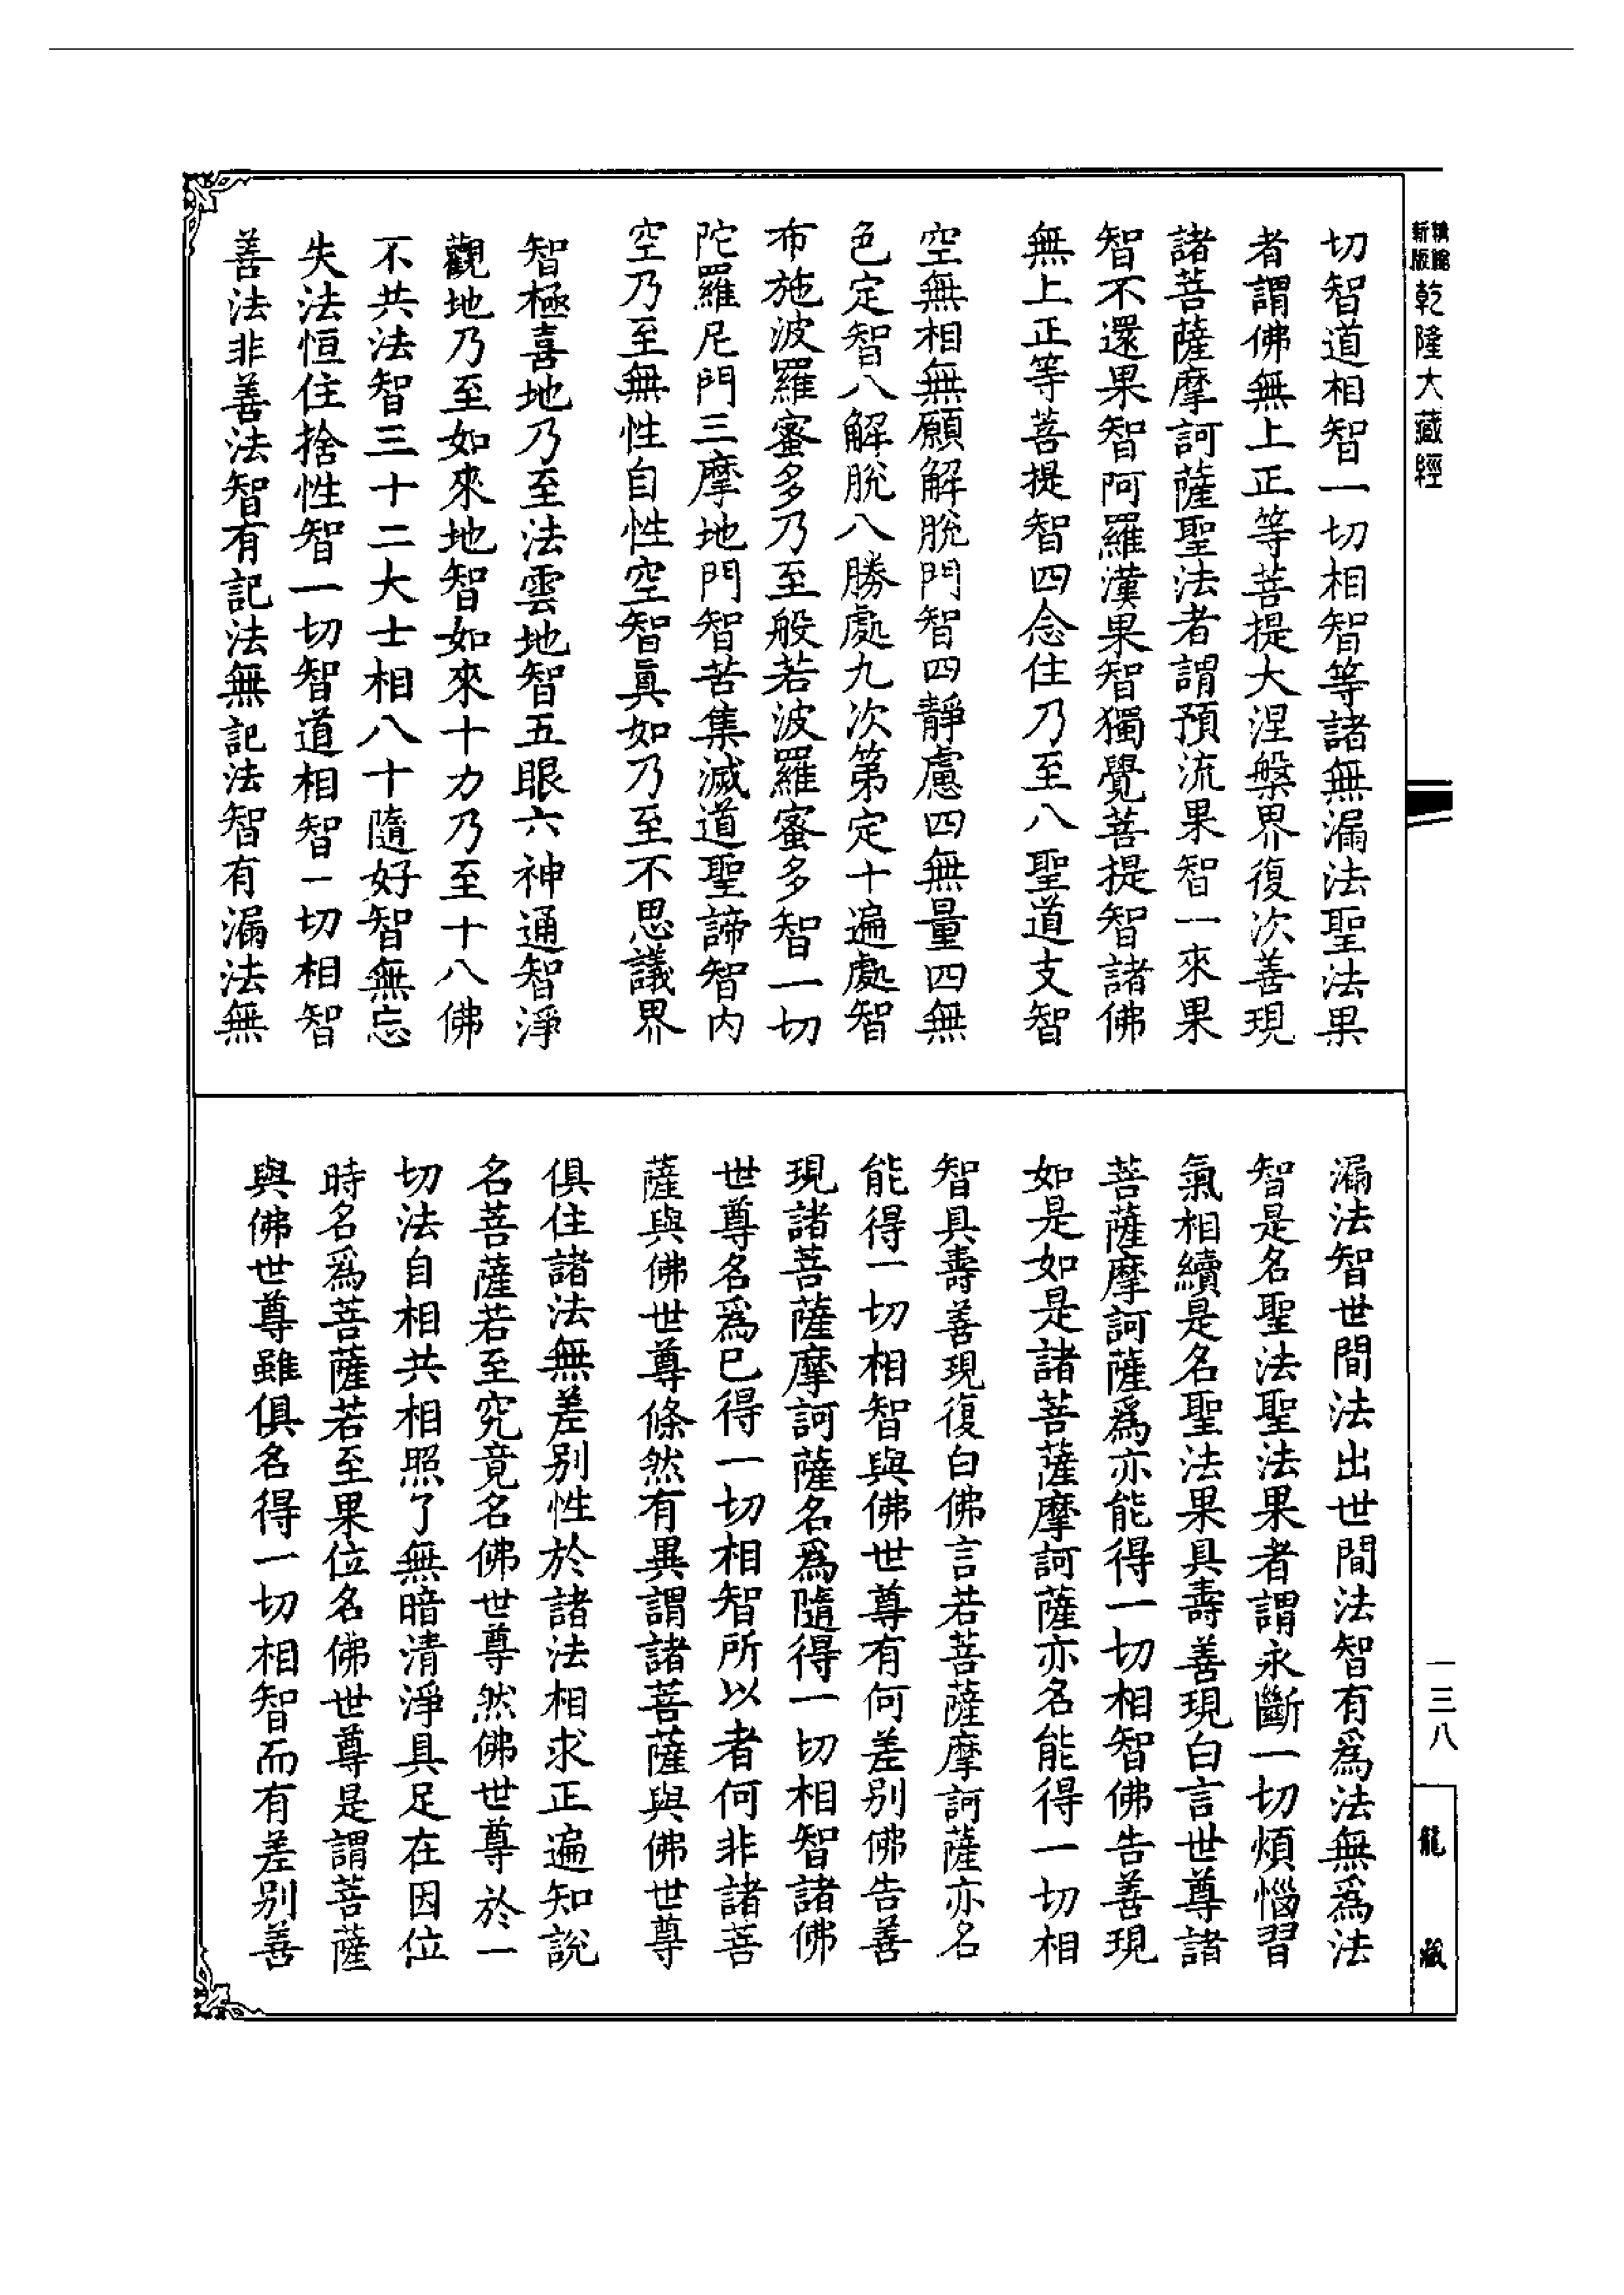 新版
精縮
乾隆大藏經
切智道相智一切相智等諸無漏法聖法果
者謂佛無上正等菩提大涅槃界復次善現
諸菩薩摩訶薩聖法者謂預流果智一來果
智不還果智阿羅漢果智獨覺菩提智諸佛
無上正等菩提智四念住乃至八聖道支智
空無相無願解脫門智四靜慮四無量四無
色定智八解脫八勝處九次第定十遍處智
布施波羅蜜多乃至般若波羅蜜多智一切
陀羅尼門三摩地門智苦集滅道聖諦智內
空乃至無性自性空智眞如乃至不思議界
智極喜地乃至法雲地智五眼六神通智淨
觀地乃至如來地智如來十力乃至十八佛
不共法智三十二大士相八十隨好智無忘
失法恒住捨性智一切智道相智一切相智
善法非善法智有記法無記法智有漏法無
漏法智世間法出世間法智有爲法無爲法
智是名聖法聖法果者謂永斷一切煩惱習
氣相續是名聖法果具壽善現白言世尊諸
菩薩摩訶薩爲亦能得一切相智佛告善現
如是如是諸菩薩摩訶薩亦名能得一切相
智具壽善現復白佛言若菩薩摩訶薩亦名
能得一切相智與佛世尊有何差别佛告善
現諸菩薩摩訶薩名爲隨得一切相智諸佛
世尊名爲已得一切相智所以者何非諸菩
薩與佛世尊條然有異謂諸菩薩與佛世尊
俱住諸法無差别性於諸法相求正遍知說
名菩薩若至究竟名佛世尊然佛世尊於一
切法自相共相照了無暗清淨具足在因位
時名爲菩薩若至果位名佛世尊是謂菩薩
與佛世尊雖俱名得一切相智而有差别善
一三八
龍藏